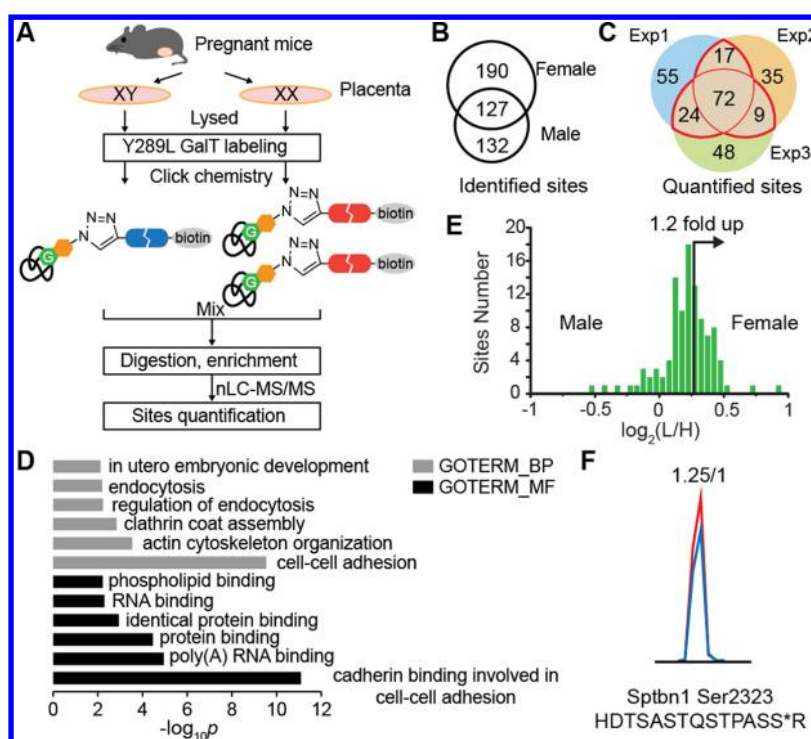 A
Pregnant mice
XY
XX
Placenta
Lysed
Y289L GalT labeling
Click chemistry
N=N
N
biotin
G
N=N
N
biotin
G
N=N
N
biotin
G
Mix
Digestion, enrichment
nLC-MS/MS
Sites quantification
B
190
Female
127
132
Male
Identified sites
C
Exp1
Exp2
17
55
35
72
24
9
48
Exp3
Quantified sites
E
20
16
12
8
4
0
Sites Number
1.2 fold up
Male
Female
-1
-0.5
0
0.5
1
log2(L/H)
D
in utero embryonic development
endocytosis
regulation of endocytosis
clathrin coat assembly
actin cytoskeleton organization
cell-cell adhesion
phospholipid binding
RNA binding
identical protein binding
protein binding
poly(A) RNA binding
cadherin binding involved in
cell-cell adhesion
GOTERM_BP
GOTERM_MF
0 2 4 6 8 10 12
-log10p
F
1.25/1
Sptbn1 Ser2323
HDTSASTQSTPASS*R